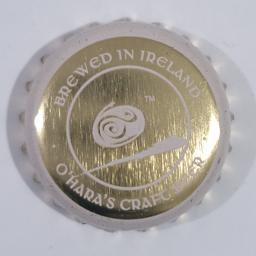 BREWED IN IRELAND
TM
O'HARA'S CRAFT BEER